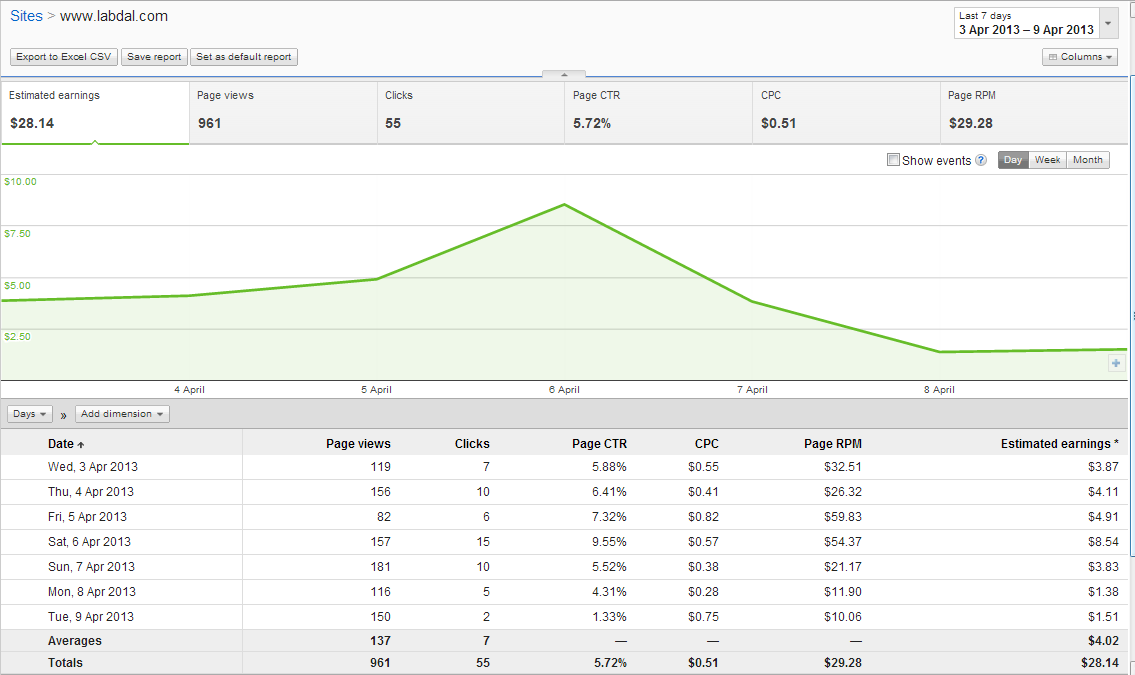 Sites > www.labdal.com
Last 7 days
3 Apr 2013 – 9 Apr 2013
Export to Excel CSV Save report Set as default report Columns
Estimated earnings Page views Clicks Page CTR CPC Page RPM
$28.14 961 55 5.72% $0.51 $29.28
Show events ? Day Week Month
$10.00
$7.50
$5.00
$2.50
4 April 5 April 6 April 7 April 8 April
Days » Add dimension
Date Page views Clicks Page CTR CPC Page RPM Estimated earnings *
Wed, 3 Apr 2013 119 7 5.88% $0.55 $32.51 $3.87
Thu, 4 Apr 2013 156 10 6.41% $0.41 $26.32 $4.11
Fri, 5 Apr 2013 82 6 7.32% $0.82 $59.83 $4.91
Sat, 6 Apr 2013 157 15 9.55% $0.57 $54.37 $8.54
Sun, 7 Apr 2013 181 10 5.52% $0.38 $21.17 $3.83
Mon, 8 Apr 2013 116 5 4.31% $0.28 $11.90 $1.38
Tue, 9 Apr 2013 150 2 1.33% $0.75 $10.06 $1.51
Averages 137 7 — — — $4.02
Totals 961 55 5.72% $0.51 $29.28 $28.14